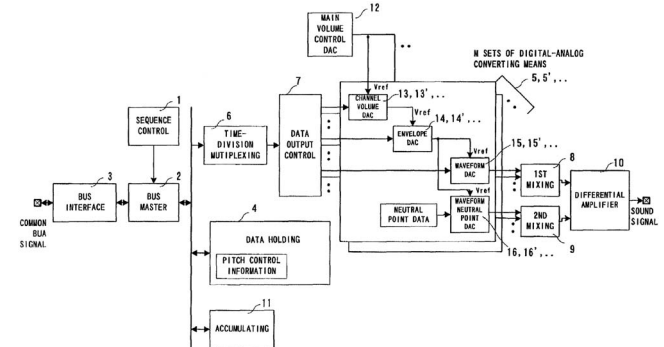 12
MAIN
VOLUME
CONTROL
DAC
N SETS OF DIGITAL-ANALOG
CONVERTING MEANS
5, 5', ..
7
Vref
13, 13', ..
CHANNEL
VOLUME
DAC
Vref
14, 14', ..
ENVELOPE
DAC
Vref
15, 15', ..
WAVEFORM
DAC
Vref
1
SEQUENCE
CONTROL
6
TIME-
DIVISION
MUTIPLEXING
DATA
OUTPUT
CONTROL
8
1ST
MIXING
10
DIFFERENTIAL
AMPLIFIER
SOUND
SIGNAL
3
BUS
INTERFACE
2
BUS
MASTER
COMMON
BUA
SIGNAL
4
DATA HOLDING
PITCH CONTROL
INFORMATION
NEUTRAL
POINT DATA
WAVEFORM
NEUTRAL
POINT
DAC
16, 16', ..
2ND
MIXING
9
11
ACCUMULATING